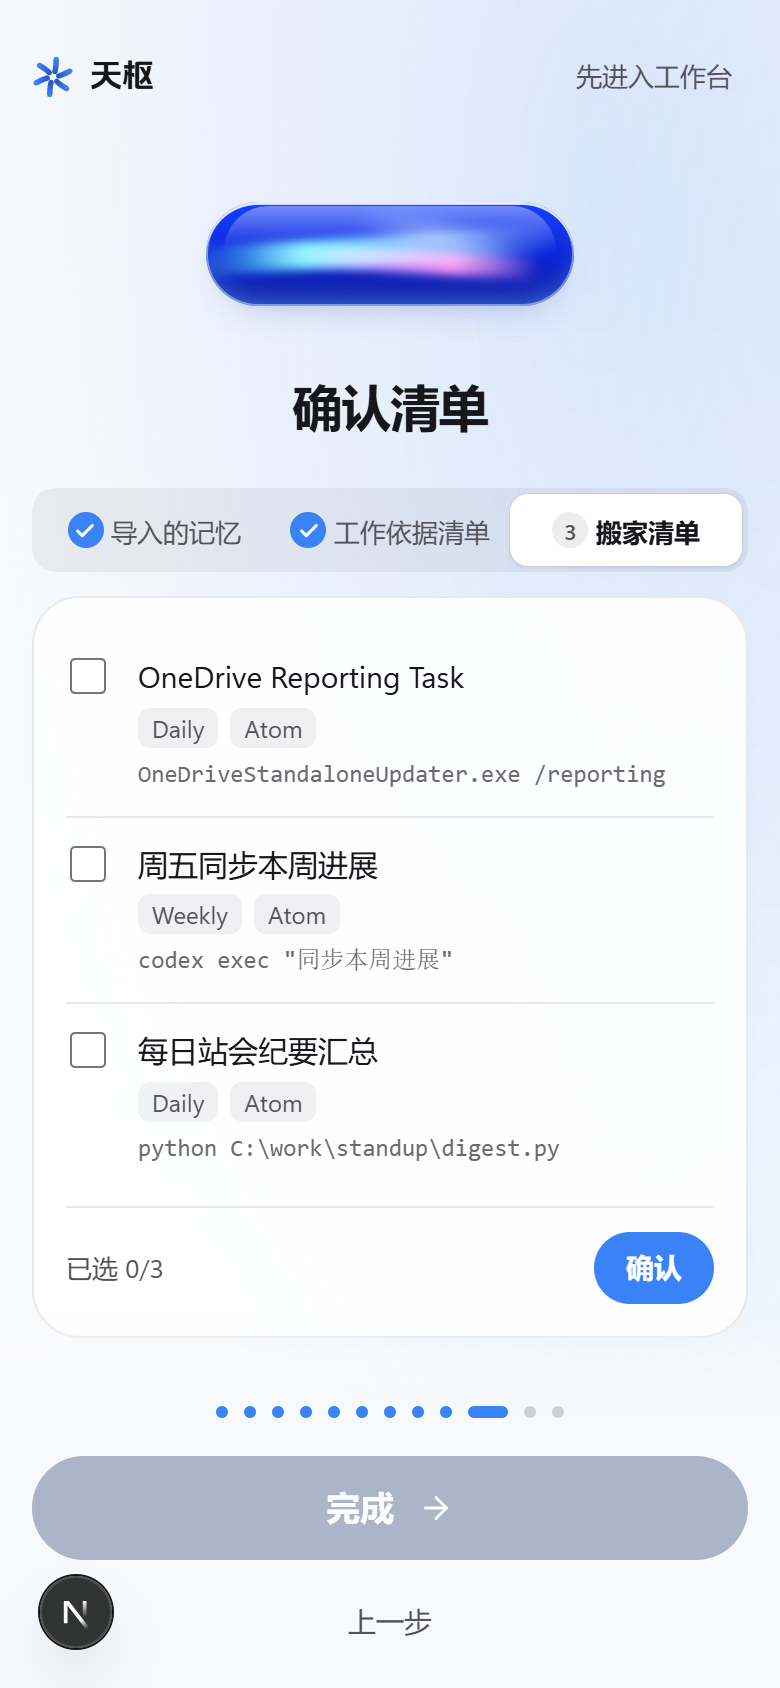 天枢
先进入工作台
确认清单
导入的记忆
工作依据清单
3 搬家清单
OneDrive Reporting Task
Daily Atom
OneDriveStandaloneUpdater.exe /reporting
周五同步本周进展
Weekly Atom
codex exec "同步本周进展"
每日站会纪要汇总
Daily Atom
python C:\work\standup\digest.py
已选 0/3
确认
完成 →
N
上一步